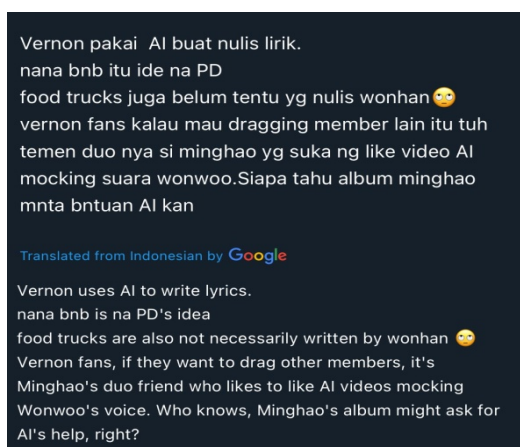 Vernon pakai  AI buat nulis lirik.
nana bnb itu ide na PD
food trucks juga belum tentu yg nulis wonhan🙄
vernon fans kalau mau dragging member lain itu tuh
temen duo nya si minghao yg suka ng like video AI
mocking suara wonwoo.Siapa tahu album minghao
mnta bntuan AI kan
Translated from Indonesian by Google
Vernon uses AI to write lyrics.
nana bnb is na PD's idea
food trucks are also not necessarily written by wonhan 🙄
Vernon fans, if they want to drag other members, it's
Minghao's duo friend who likes to like AI videos mocking
Wonwoo's voice. Who knows, Minghao's album might ask for
AI's help, right?